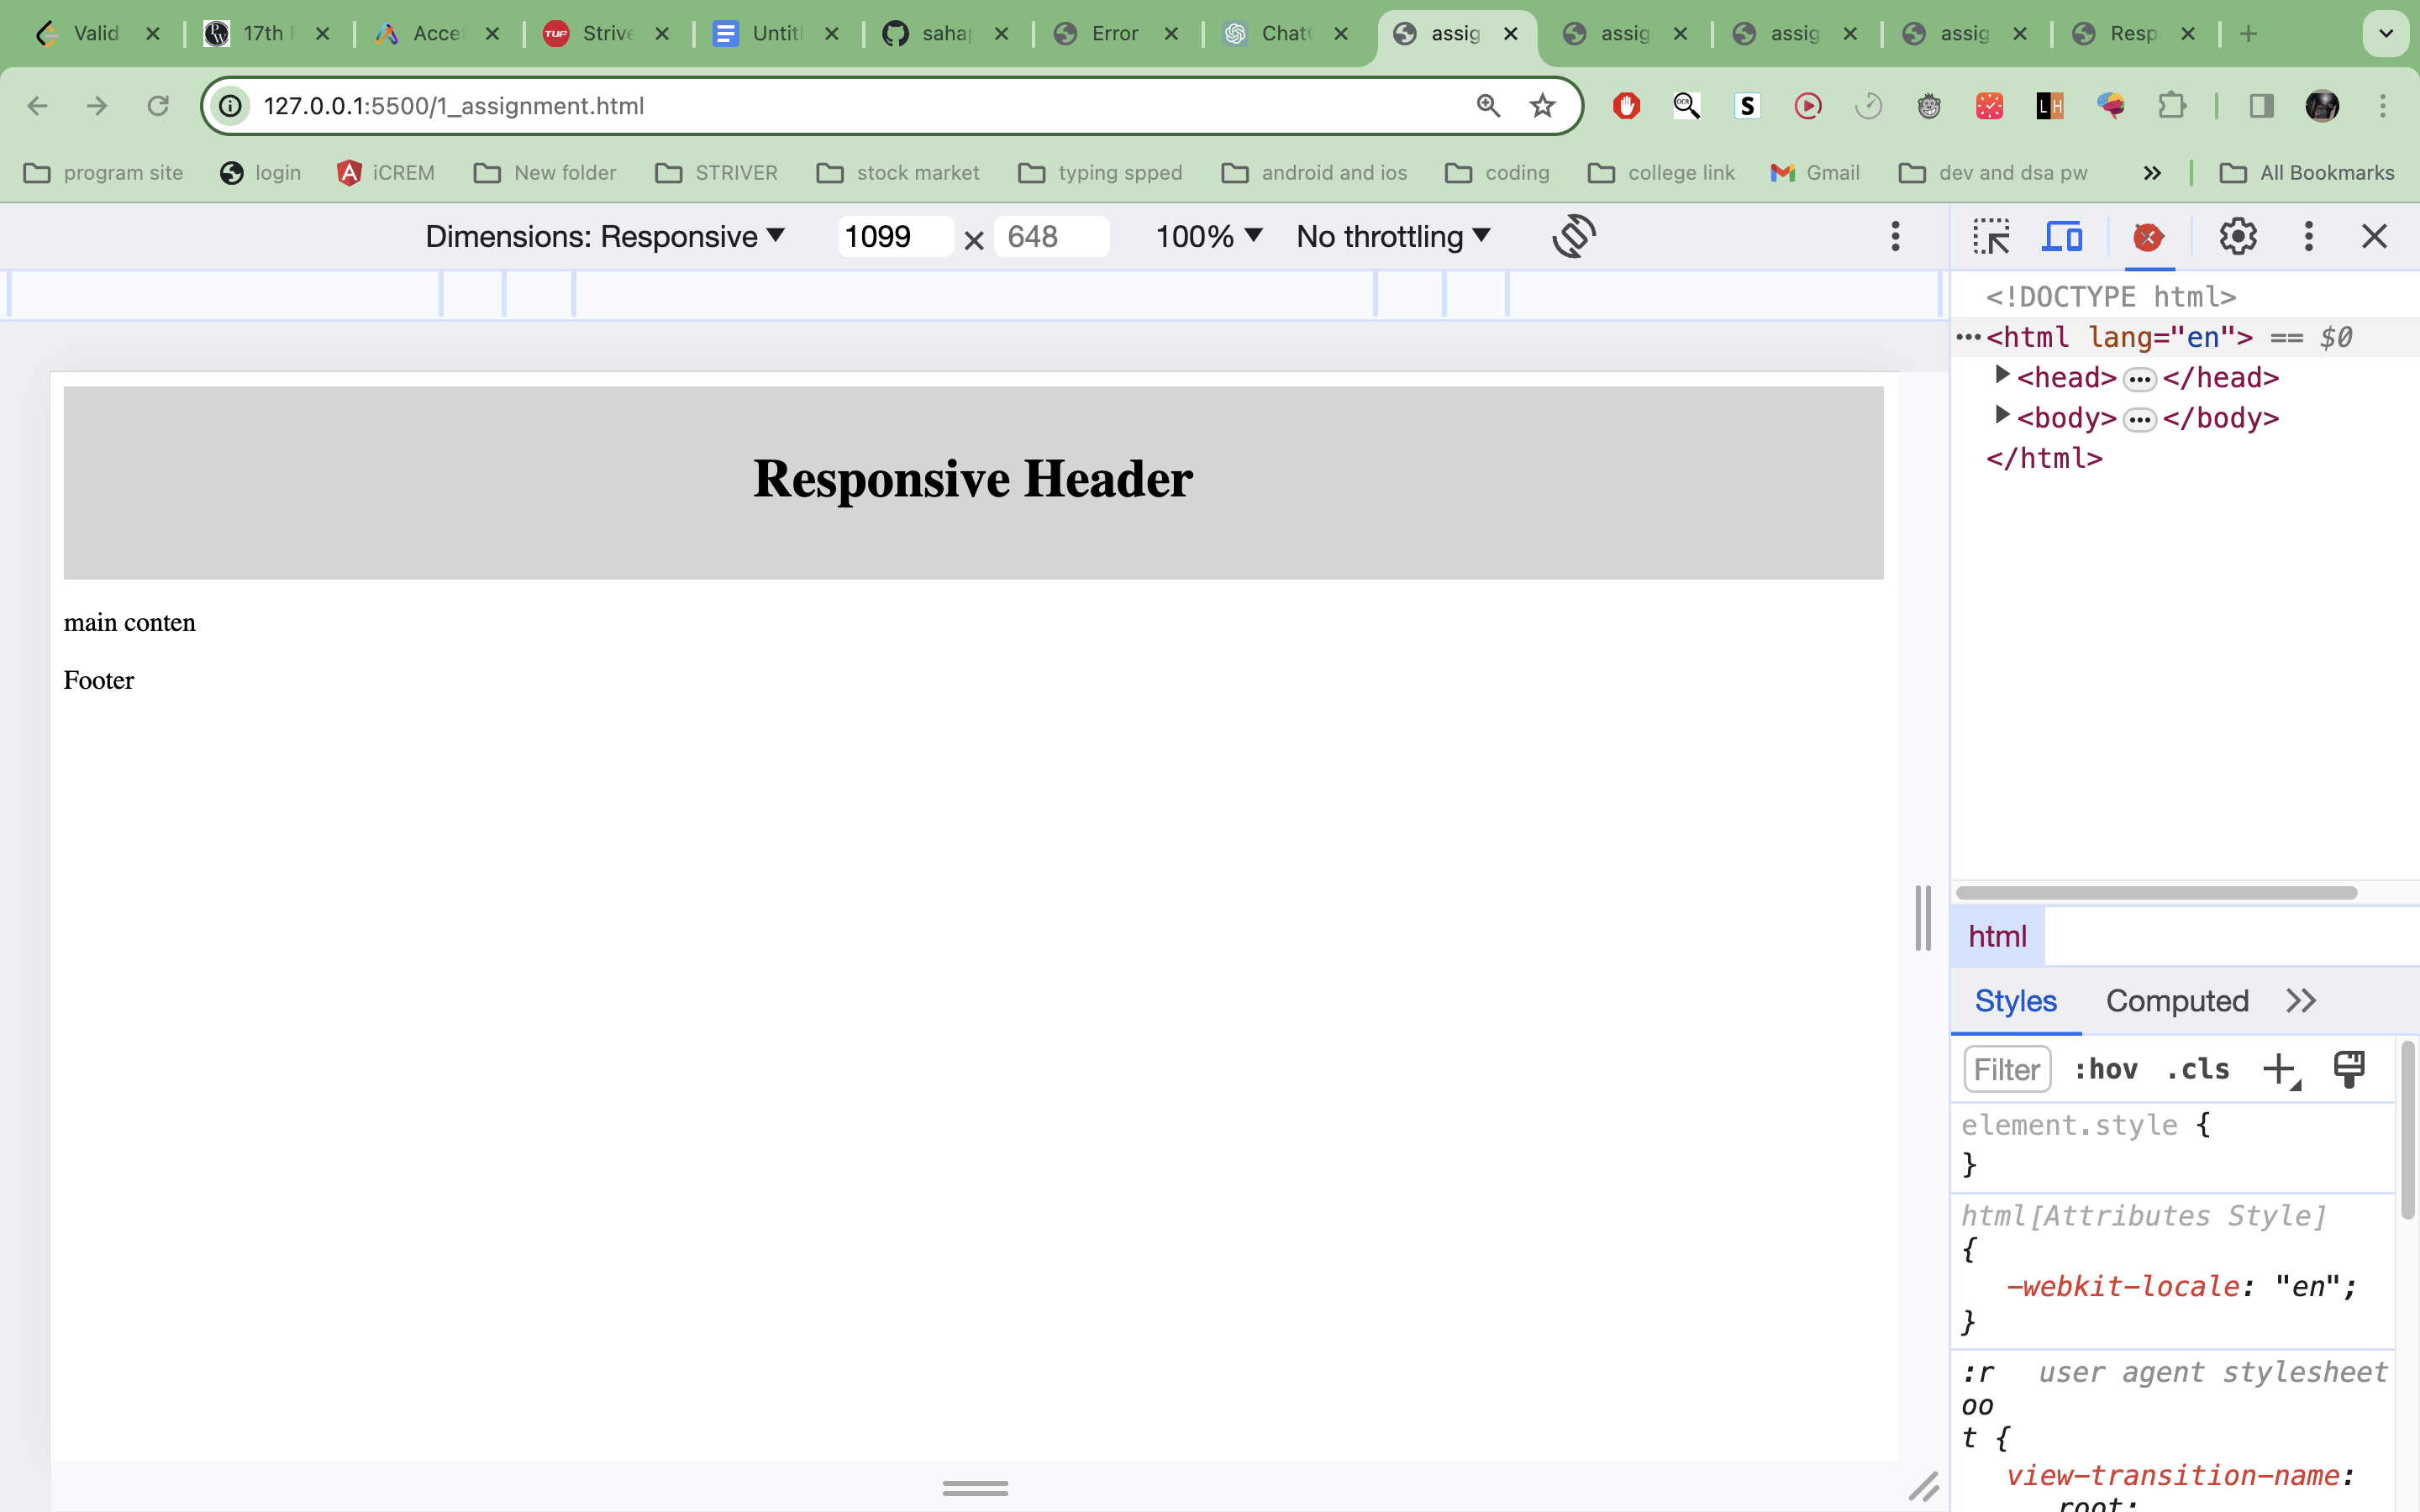 Valid 17th Acce Strive Untitl sahap Error Chat assig assig assig assig Resp
127.0.0.1:5500/1_assignment.html
program site login iCREM New folder STRIVER stock market typing spped android and ios coding college link Gmail dev and dsa pw » All Bookmarks
Dimensions: Responsive 1099 × 648 100% No throttling
<!DOCTYPE html>
<html lang="en"> == $0
<head> … </head>
<body> … </body>
</html>
Responsive Header
main conten
Footer
html
Styles Computed
Filter :hov .cls
element.style {
}
html[Attributes Style]
{
-webkit-locale: "en";
}
:r user agent stylesheet
oo
t {
view-transition-name:
root;